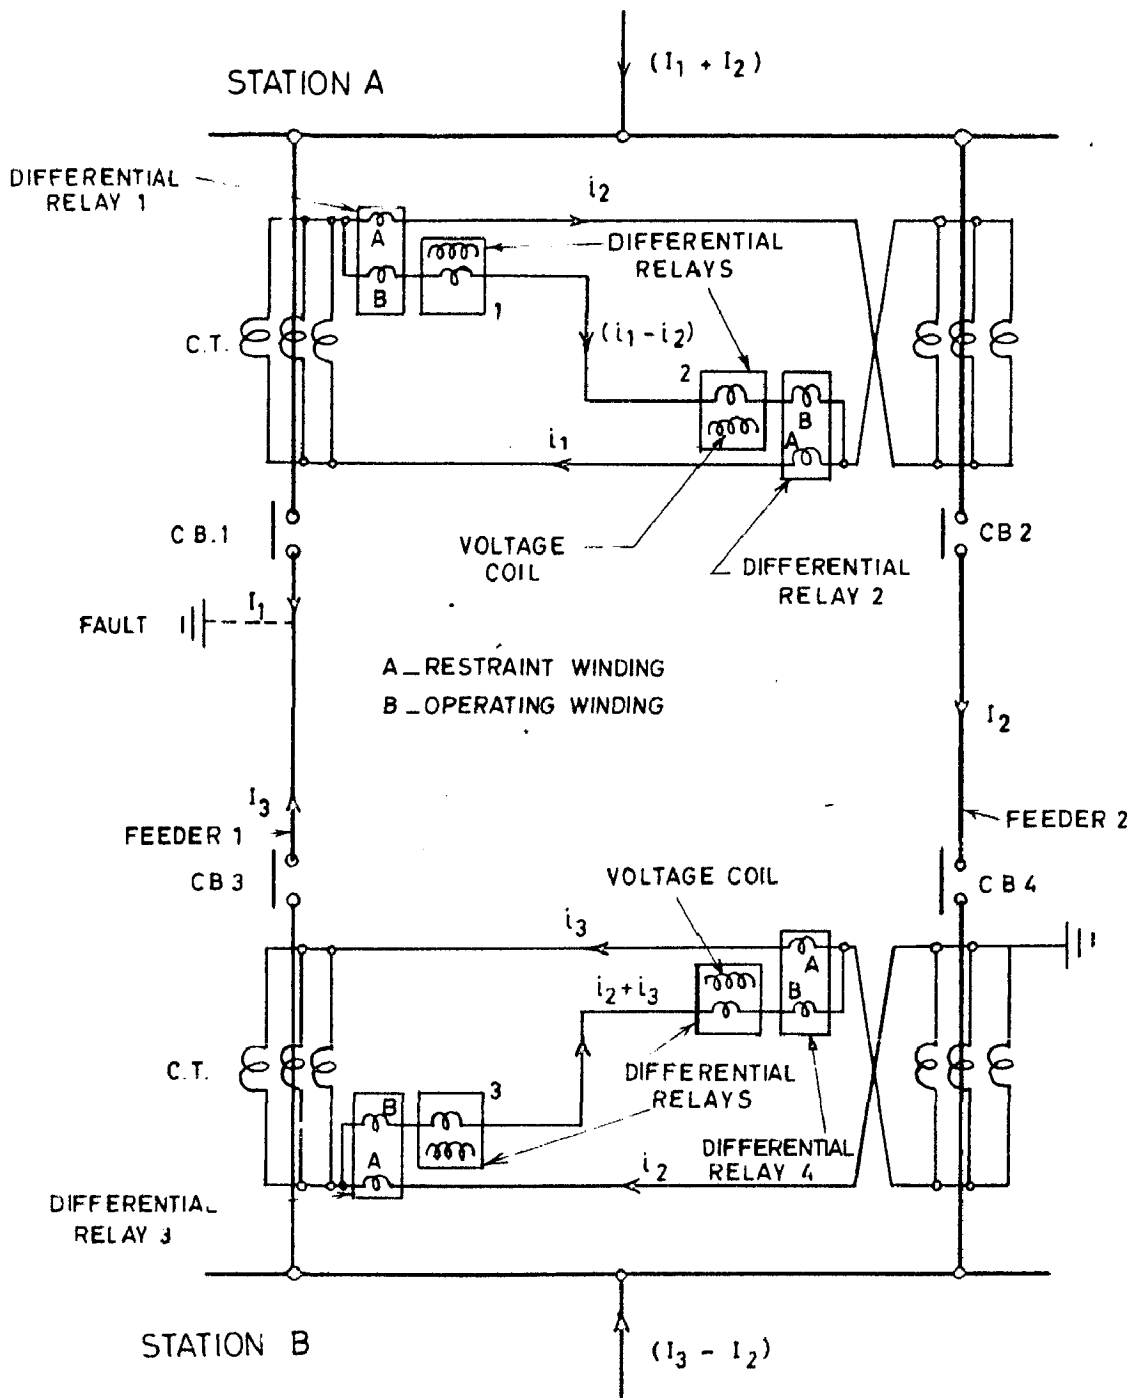 (I₁ + I₂)
STATION A
DIFFERENTIAL
RELAY 1
i₂
A
B
1
DIFFERENTIAL
RELAYS
C.T.
(i₁ - i₂)
2
B
A
i₁
C B.1
VOLTAGE
COIL
CB 2
DIFFERENTIAL
RELAY 2
I₁
FAULT
A _ RESTRAINT WINDING
B _ OPERATING WINDING
I₂
I₃
FEEDER 1
FEEDER 2
CB 3
VOLTAGE COIL
CB 4
i₃
A
B
i₂ + i₃
C.T.
3
B
A
DIFFERENTIAL
RELAYS
DIFFERENTIAL
RELAY 4
i₂
DIFFERENTIAL
RELAY 3
STATION B
(I₃ - I₂)